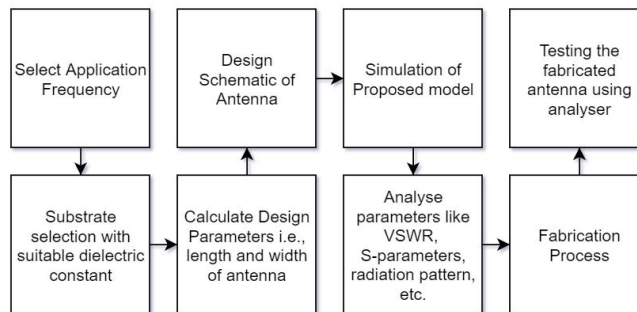 Select Application
Frequency
Substrate
selection with
suitable dielectric
constant
Calculate Design
Parameters i.e.,
length and width
of antenna
Design
Schematic of
Antenna
Simulation of
Proposed model
Analyse
parameters like
VSWR,
S-parameters,
radiation pattern,
etc.
Fabrication
Process
Testing the
fabricated
antenna using
analyser